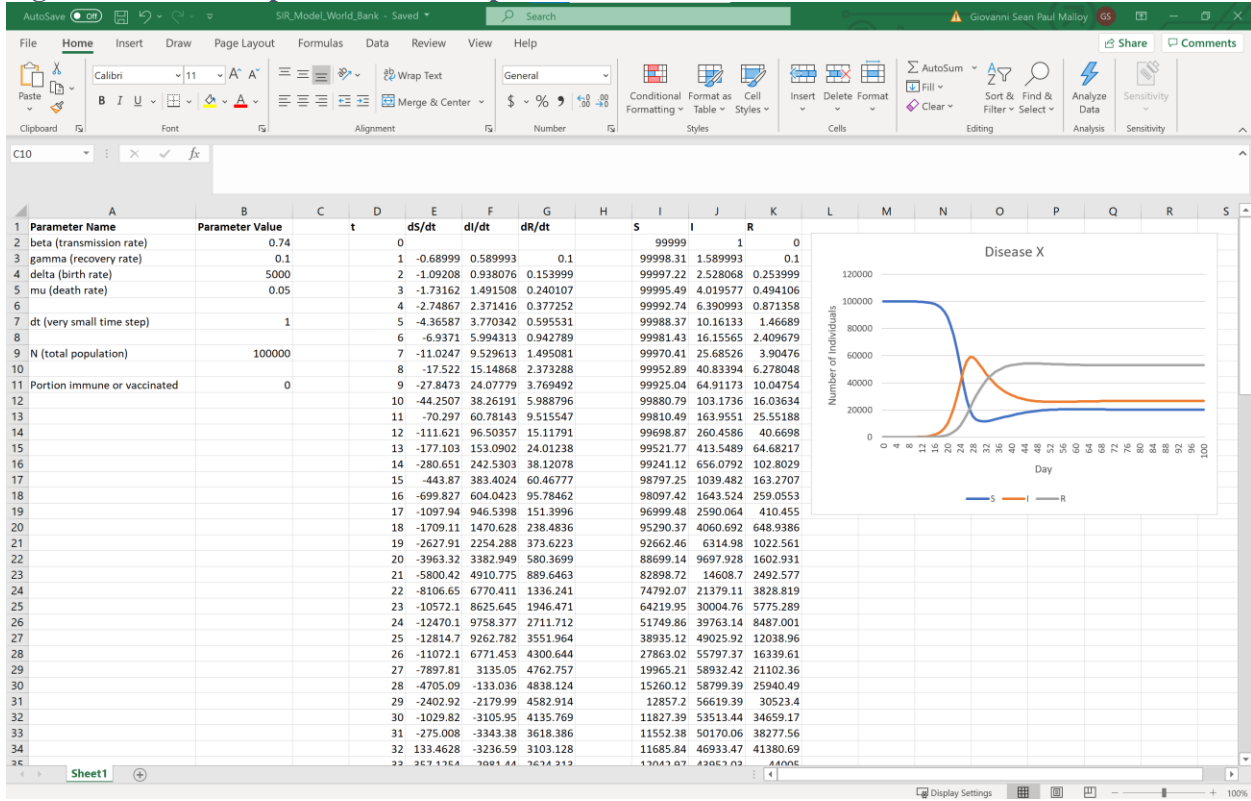 AutoSave Off SIR_Model_World_Bank - Saved Search Giovanni Sean Paul Malloy GS
File Home Insert Draw Page Layout Formulas Data Review View Help Share Comments
Paste Calibri 11 A^ A˅ Wrap Text General Conditional Formatting Format as Table Cell Styles Insert Delete Format AutoSum Fill Clear Sort & Filter Find & Select Analyze Data Sensitivity
B I U A Merge & Center $ % 9
Clipboard Font Alignment Number Styles Cells Editing Analysis Sensitivity
C10 fx
A B C D E F G H I J K L M N O P Q R S
1 Parameter Name Parameter Value t dS/dt dI/dt dR/dt S I R
2 beta (transmission rate) 0.74 0 99999 1 0
3 gamma (recovery rate) 0.1 1 -0.68999 0.589993 0.1 99998.31 1.589993 0.1
4 delta (birth rate) 5000 2 -1.09208 0.938076 0.153999 99997.22 2.528068 0.253999
5 mu (death rate) 0.05 3 -1.73162 1.491508 0.240107 99995.49 4.019577 0.494106
6 4 -2.74867 2.371416 0.377252 99992.74 6.390993 0.871358
7 dt (very small time step) 1 5 -4.36587 3.770342 0.595531 99988.37 10.16133 1.46689
8 6 -6.9371 5.994313 0.942789 99981.43 16.15565 2.409679
9 N (total population) 100000 7 -11.0247 9.529613 1.495081 99970.41 25.68526 3.90476
10 8 -17.522 15.14868 2.373288 99952.89 40.83394 6.278048
11 Portion immune or vaccinated 0 9 -27.8473 24.07779 3.769492 99925.04 64.91173 10.04754
12 10 -44.2507 38.26191 5.988796 99880.79 103.1736 16.03634
13 11 -70.297 60.78143 9.515547 99810.49 163.9551 25.55188
14 12 -111.621 96.50357 15.11791 99698.87 260.4586 40.6698
15 13 -177.103 153.0902 24.01238 99521.77 413.5489 64.68217
16 14 -280.651 242.5303 38.12078 99241.12 656.0792 102.8029
17 15 -443.87 383.4024 60.46777 98797.25 1039.482 163.2707
18 16 -699.827 604.0423 95.78462 98097.42 1643.524 259.0553
19 17 -1097.94 946.5398 151.3996 96999.48 2590.064 410.455
20 18 -1709.11 1470.628 238.4836 95290.37 4060.692 648.9386
21 19 -2627.91 2254.288 373.6223 92662.46 6314.98 1022.561
22 20 -3963.32 3382.949 580.3699 88699.14 9697.928 1602.931
23 21 -5800.42 4910.775 889.6463 82898.72 14608.7 2492.577
24 22 -8106.65 6770.411 1336.241 74792.07 21379.11 3828.819
25 23 -10572.1 8625.645 1946.471 64219.95 30004.76 5775.289
26 24 -12470.1 9758.377 2711.712 51749.86 39763.14 8487.001
27 25 -12814.7 9262.782 3551.964 38935.12 49025.92 12038.96
28 26 -11072.1 6771.453 4300.644 27863.02 55797.37 16339.61
29 27 -7897.81 3135.05 4762.757 19965.21 58932.42 21102.36
30 28 -4705.09 -133.036 4838.124 15260.12 58799.39 25940.49
31 29 -2402.92 -2179.99 4582.914 12857.2 56619.39 30523.4
32 30 -1029.82 -3105.95 4135.769 11827.39 53513.44 34659.17
33 31 -275.008 -3343.38 3618.386 11552.38 50170.06 38277.56
34 32 133.4628 -3236.59 3103.128 11685.84 46933.47 41380.69
35 33 357.1254 -2981.44 2624.313 12042.97 43952.03 44005
Disease X
Number of Individuals
120000
100000
80000
60000
40000
20000
0
0 4 8 12 16 20 24 28 32 36 40 44 48 52 56 60 64 68 72 76 80 84 88 92 96 100
Day
S I R
Sheet1
Display Settings 100%